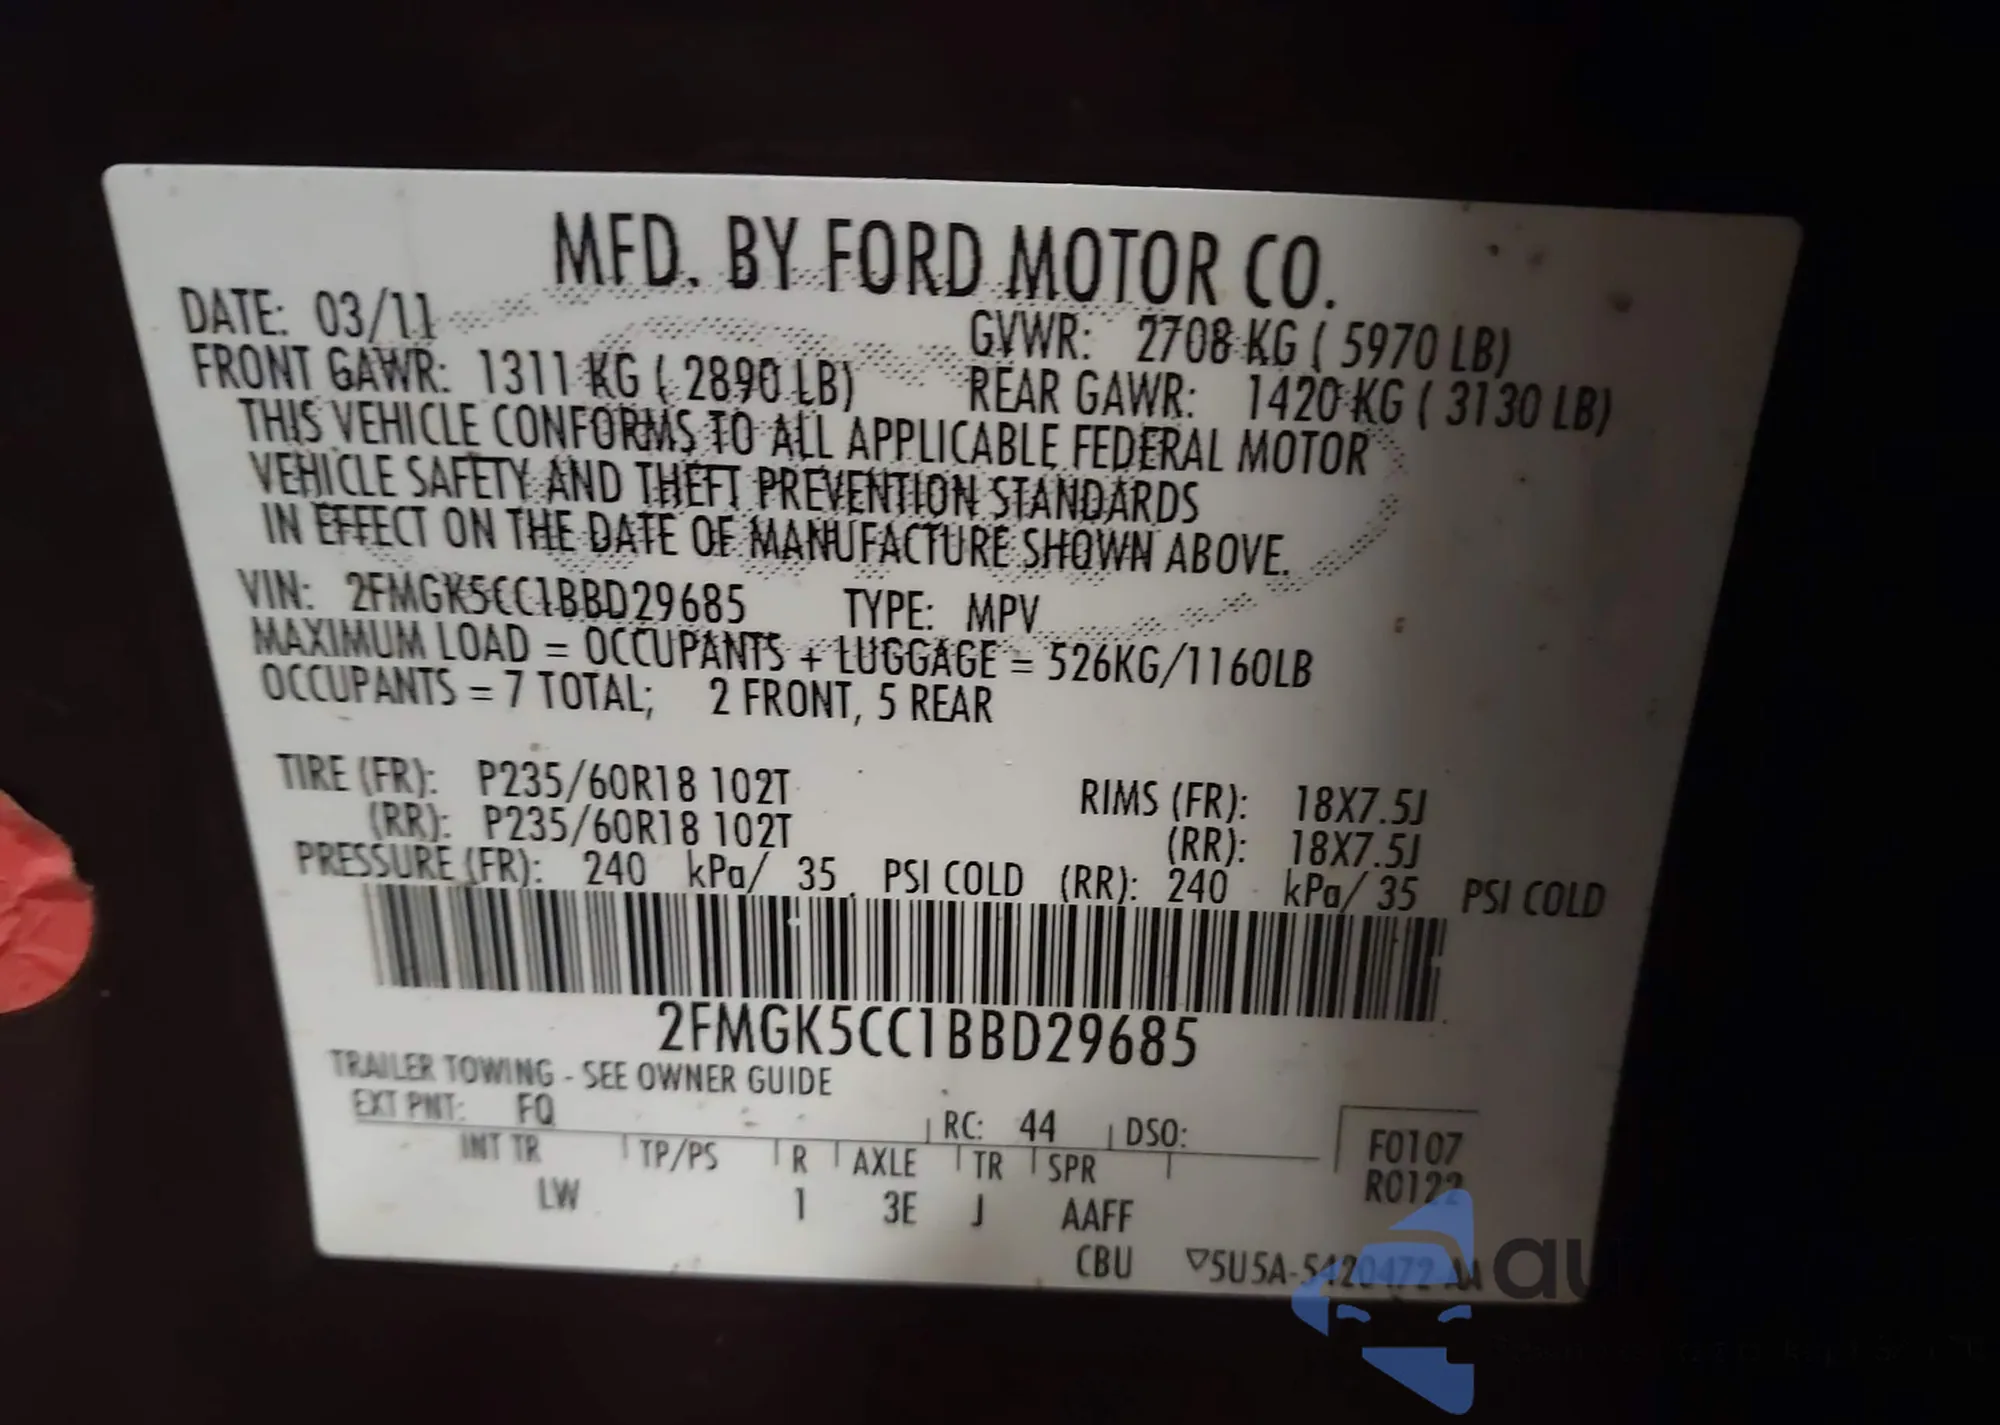 MFD. BY FORD MOTOR CO.
DATE: 03/11 GVWR: 2708 KG ( 5970 LB)
FRONT GAWR: 1311 KG ( 2890 LB) REAR GAWR: 1420 KG ( 3130 LB)
THIS VEHICLE CONFORMS TO ALL APPLICABLE FEDERAL MOTOR
VEHICLE SAFETY AND THEFT PREVENTION STANDARDS
IN EFFECT ON THE DATE OF MANUFACTURE SHOWN ABOVE.
VIN: 2FMGK5CC1BBD29685 TYPE: MPV
MAXIMUM LOAD = OCCUPANTS + LUGGAGE = 526KG/1160LB
OCCUPANTS = 7 TOTAL; 2 FRONT, 5 REAR
TIRE (FR): P235/60R18 102T RIMS (FR): 18X7.5J
(RR): P235/60R18 102T (RR): 18X7.5J
PRESSURE (FR): 240 kPa/ 35 PSI COLD (RR): 240 kPa/ 35 PSI COLD
2FMGK5CC1BBD29685
TRAILER TOWING - SEE OWNER GUIDE
EXT PNT: FQ RC: 44 DSO:
INT TR TP/PS R AXLE TR SPR
LW 1 3E J AAFF
F0107
R0122
CBU ▽5U5A-5420472-AA